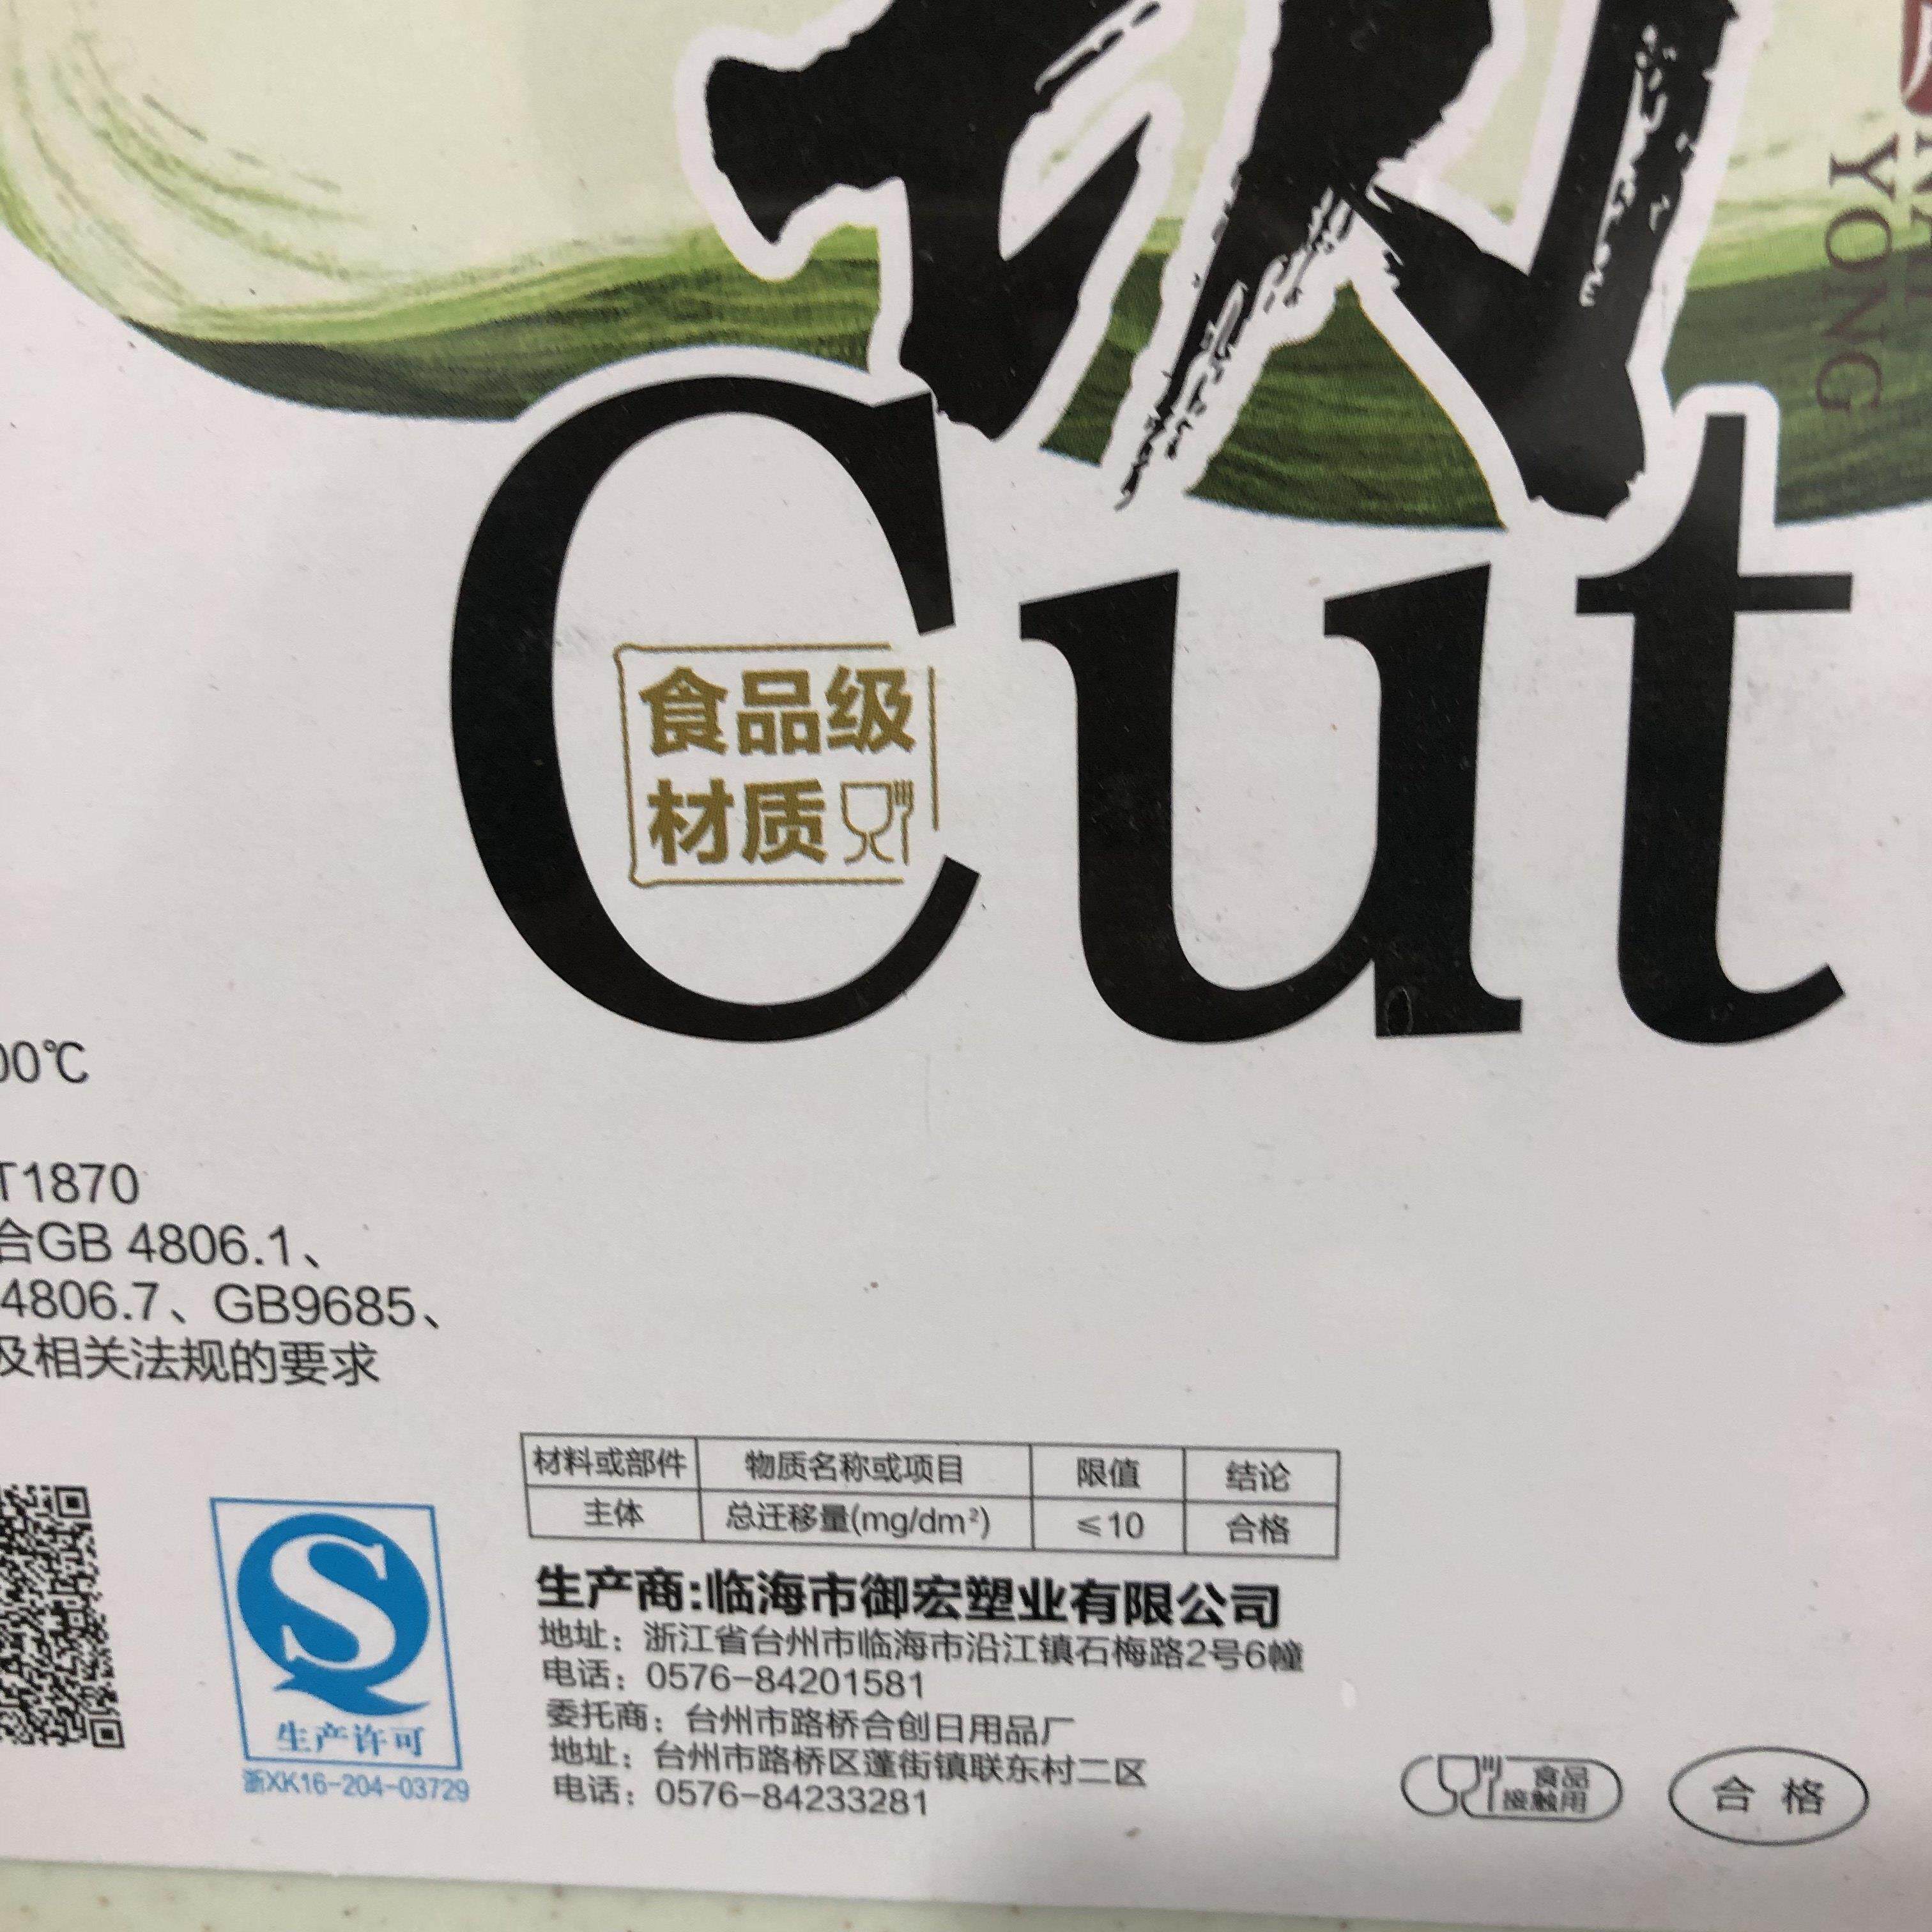 YONG
Cut
食品级
材质
00℃
T1870
合GB 4806.1、
4806.7、GB9685、
及相关法规的要求
材料或部件 物质名称或项目 限值 结论
主体 总迁移量(mg/dm²) ≤10 合格
生产商:临海市御宏塑业有限公司
地址：浙江省台州市临海市沿江镇石梅路2号6幢
电话：0576-84201581
委托商：台州市路桥合创日用品厂
地址：台州市路桥区蓬街镇联东村二区
电话：0576-84233281
生产许可
浙XK16-204-03729
食品
接触用
合格